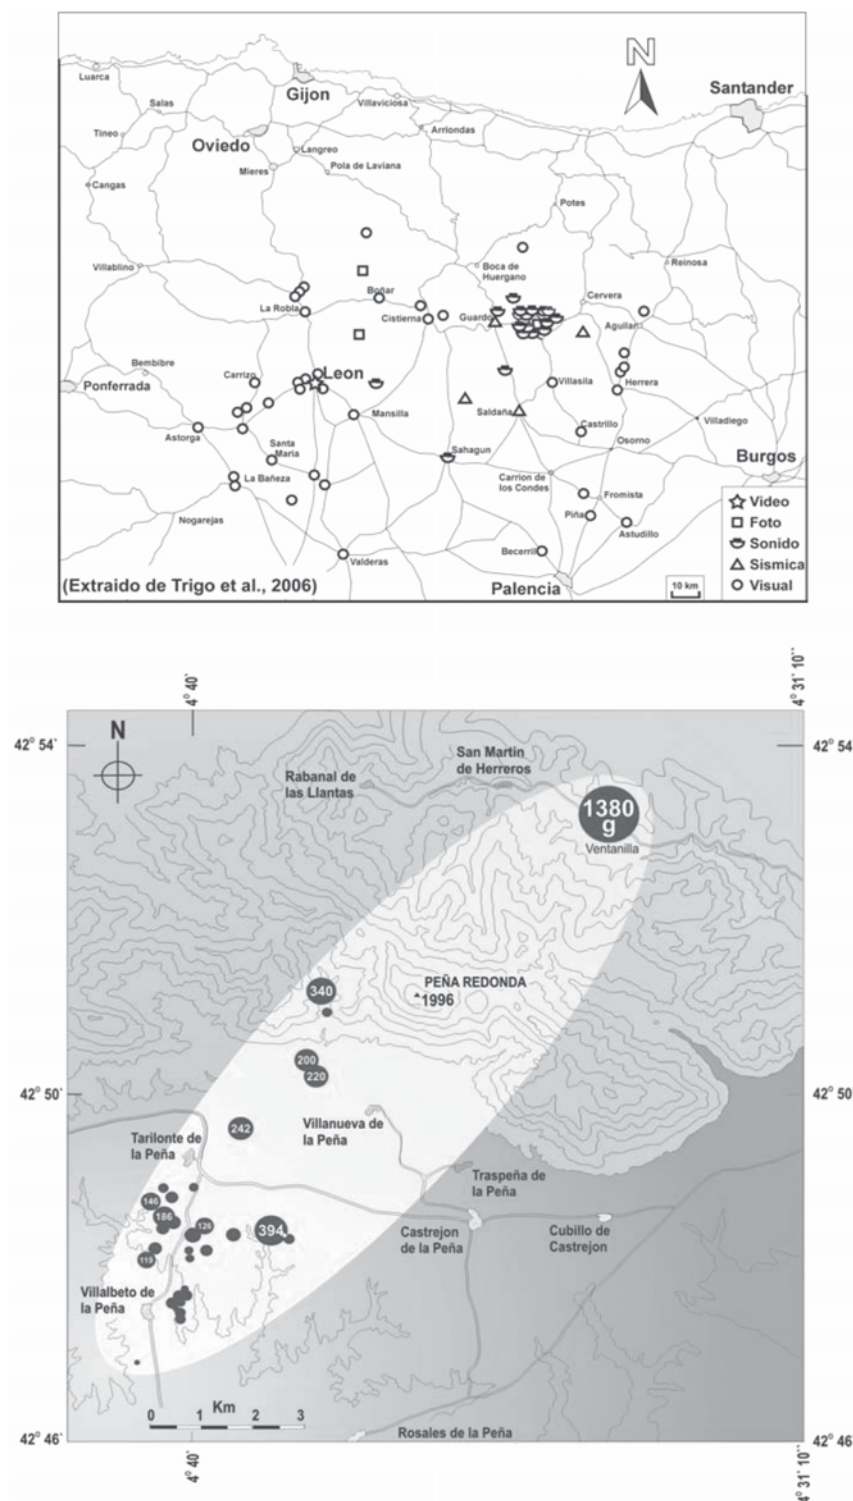 N
Santander
Luarca
Gijon
Villaviciosa
Salas
Tineo
Oviedo
Arriondas
Langreo
Mieres
Pola de Laviana
Cangas
Potes
Villablino
Boca de
Huergano
Reinosa
Boñar
Cervera
La Robla
Cistierna
Guardo
Aguilar
Bembibre
Carrizo
Leon
Ponferrada
Villasila
Herrera
Mansilla
Saldaña
Villadiego
Astorga
Castrillo
Santa
Maria
Osorno
Sahagun
Burgos
La Bañeza
Carrion de
los Condes
Fromista
Nogarejas
Piña
Astudillo
Becerril
Valderas
Video
Foto
Sonido
Sismica
Visual
(Extraido de Trigo et al., 2006)
Palencia
10 km
4° 40`
4° 31` 10``
42° 54`
N
42° 54`
San Martin
de Herreros
Rabanal de
las Llantas
1380
g
Ventanilla
340
PEÑA REDONDA
1996
200
220
42° 50`
42° 50`
242
Villanueva de
la Peña
Tarilonte de
la Peña
Traspeña de
la Peña
146
186
126
394
Castrejon
de la Peña
Cubillo de
Castrejon
119
Villalbeto de
la Peña
Km
0 1 2 3
Rosales de la Peña
42° 46`
42° 46`
4° 40`
4° 31` 10``